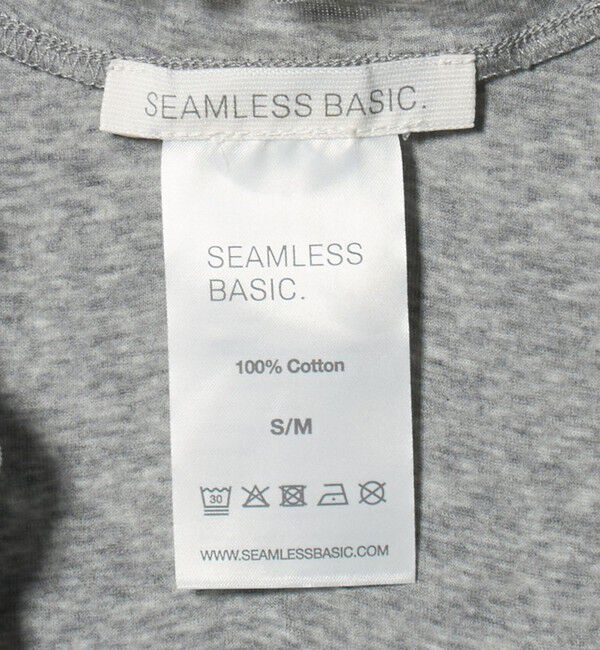 SEAMLESS BASIC.
SEAMLESS
BASIC.
100% Cotton
S/M
30
WWW.SEAMLESSBASIC.COM